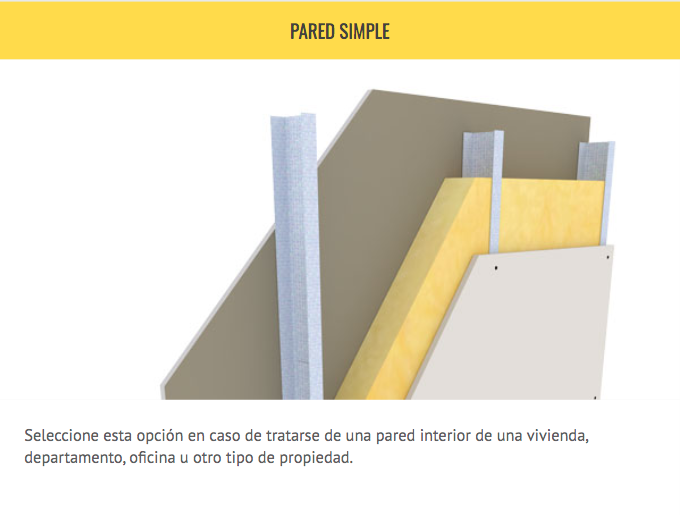 PARED SIMPLE
Seleccione esta opción en caso de tratarse de una pared interior de una vivienda,
departamento, oficina u otro tipo de propiedad.